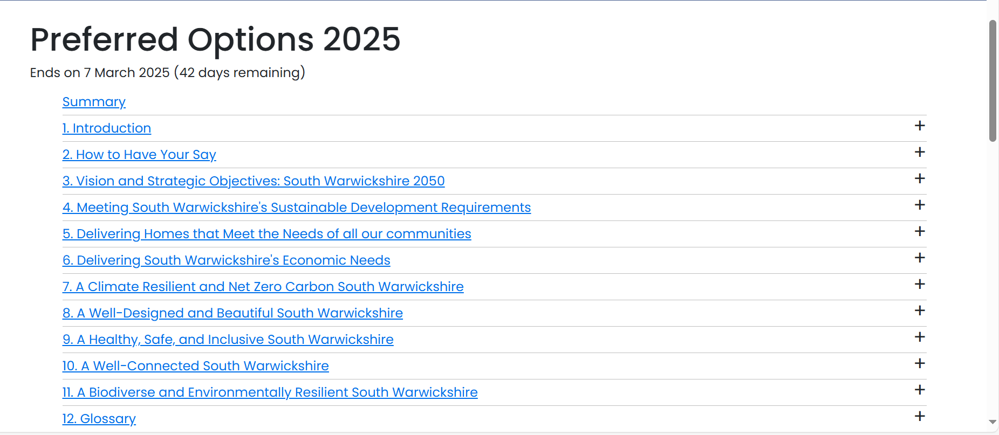 Preferred Options 2025
Ends on 7 March 2025 (42 days remaining)
Summary
1. Introduction +
2. How to Have Your Say +
3. Vision and Strategic Objectives: South Warwickshire 2050 +
4. Meeting South Warwickshire's Sustainable Development Requirements +
5. Delivering Homes that Meet the Needs of all our communities +
6. Delivering South Warwickshire's Economic Needs +
7. A Climate Resilient and Net Zero Carbon South Warwickshire +
8. A Well-Designed and Beautiful South Warwickshire +
9. A Healthy, Safe, and Inclusive South Warwickshire +
10. A Well-Connected South Warwickshire +
11. A Biodiverse and Environmentally Resilient South Warwickshire +
12. Glossary +